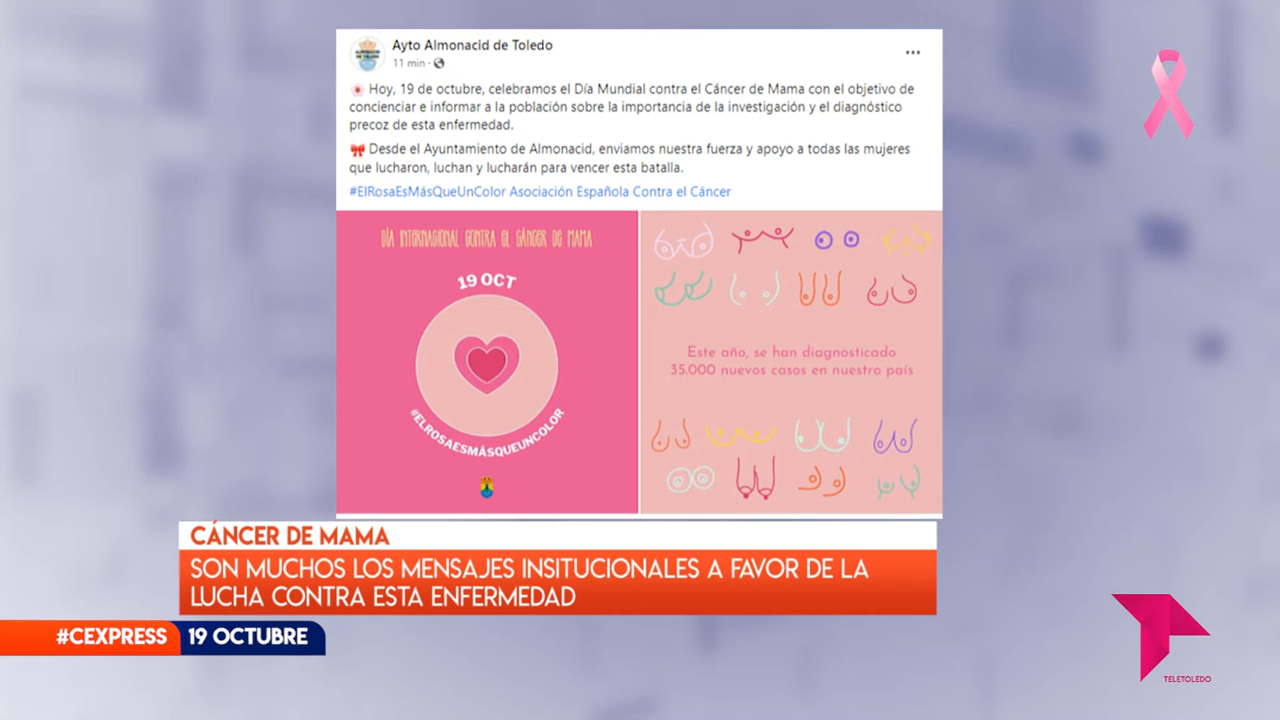 Ayto Almonacid de Toledo
11 min ·
Hoy, 19 de octubre, celebramos el Día Mundial contra el Cáncer de Mama con el objetivo de
concienciar e informar a la población sobre la importancia de la investigación y el diagnóstico
precoz de esta enfermedad.
Desde el Ayuntamiento de Almonacid, enviamos nuestra fuerza y apoyo a todas las mujeres
que lucharon, luchan y lucharán para vencer esta batalla.
#ElRosaEsMásQueUnColor Asociación Española Contra el Cáncer
DÍA INTERNACIONAL CONTRA EL CÁNCER DE MAMA
19 OCT
#ELROSAESMÁSQUEUNCOLOR
Este año, se han diagnosticado
35.000 nuevos casos en nuestro país
CÁNCER DE MAMA
SON MUCHOS LOS MENSAJES INSITUCIONALES A FAVOR DE LA
LUCHA CONTRA ESTA ENFERMEDAD
#CEXPRESS 19 OCTUBRE
TELETOLEDO